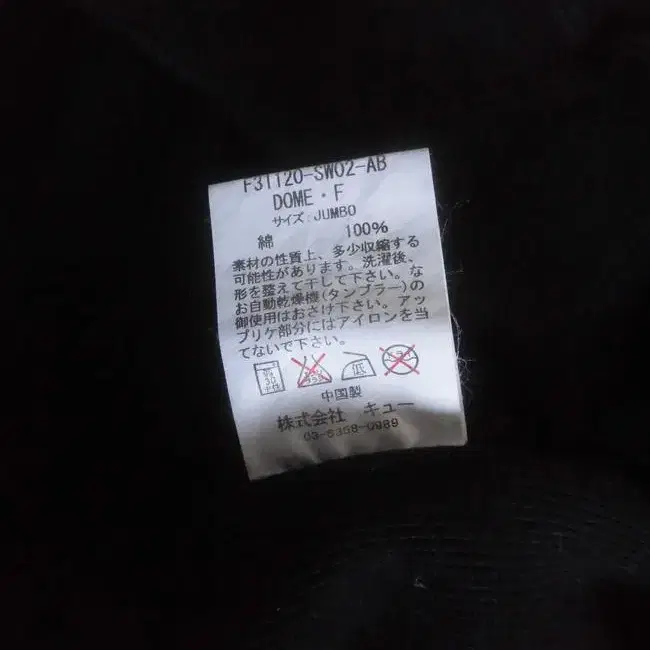 F31120-SW02-AB
DOME・F
サイズ:JUMBO
綿 100%
素材の性質上、多少収縮する
可能性があります。洗濯後、
形を整えて干して下さい。な
お自動乾燥機(タンブラー)の
御使用はおさけ下さい。アッ
プリケ部分にはアイロンを当
てないで下さい。
低
中国製
株式会社 キュー
03-5358-0989